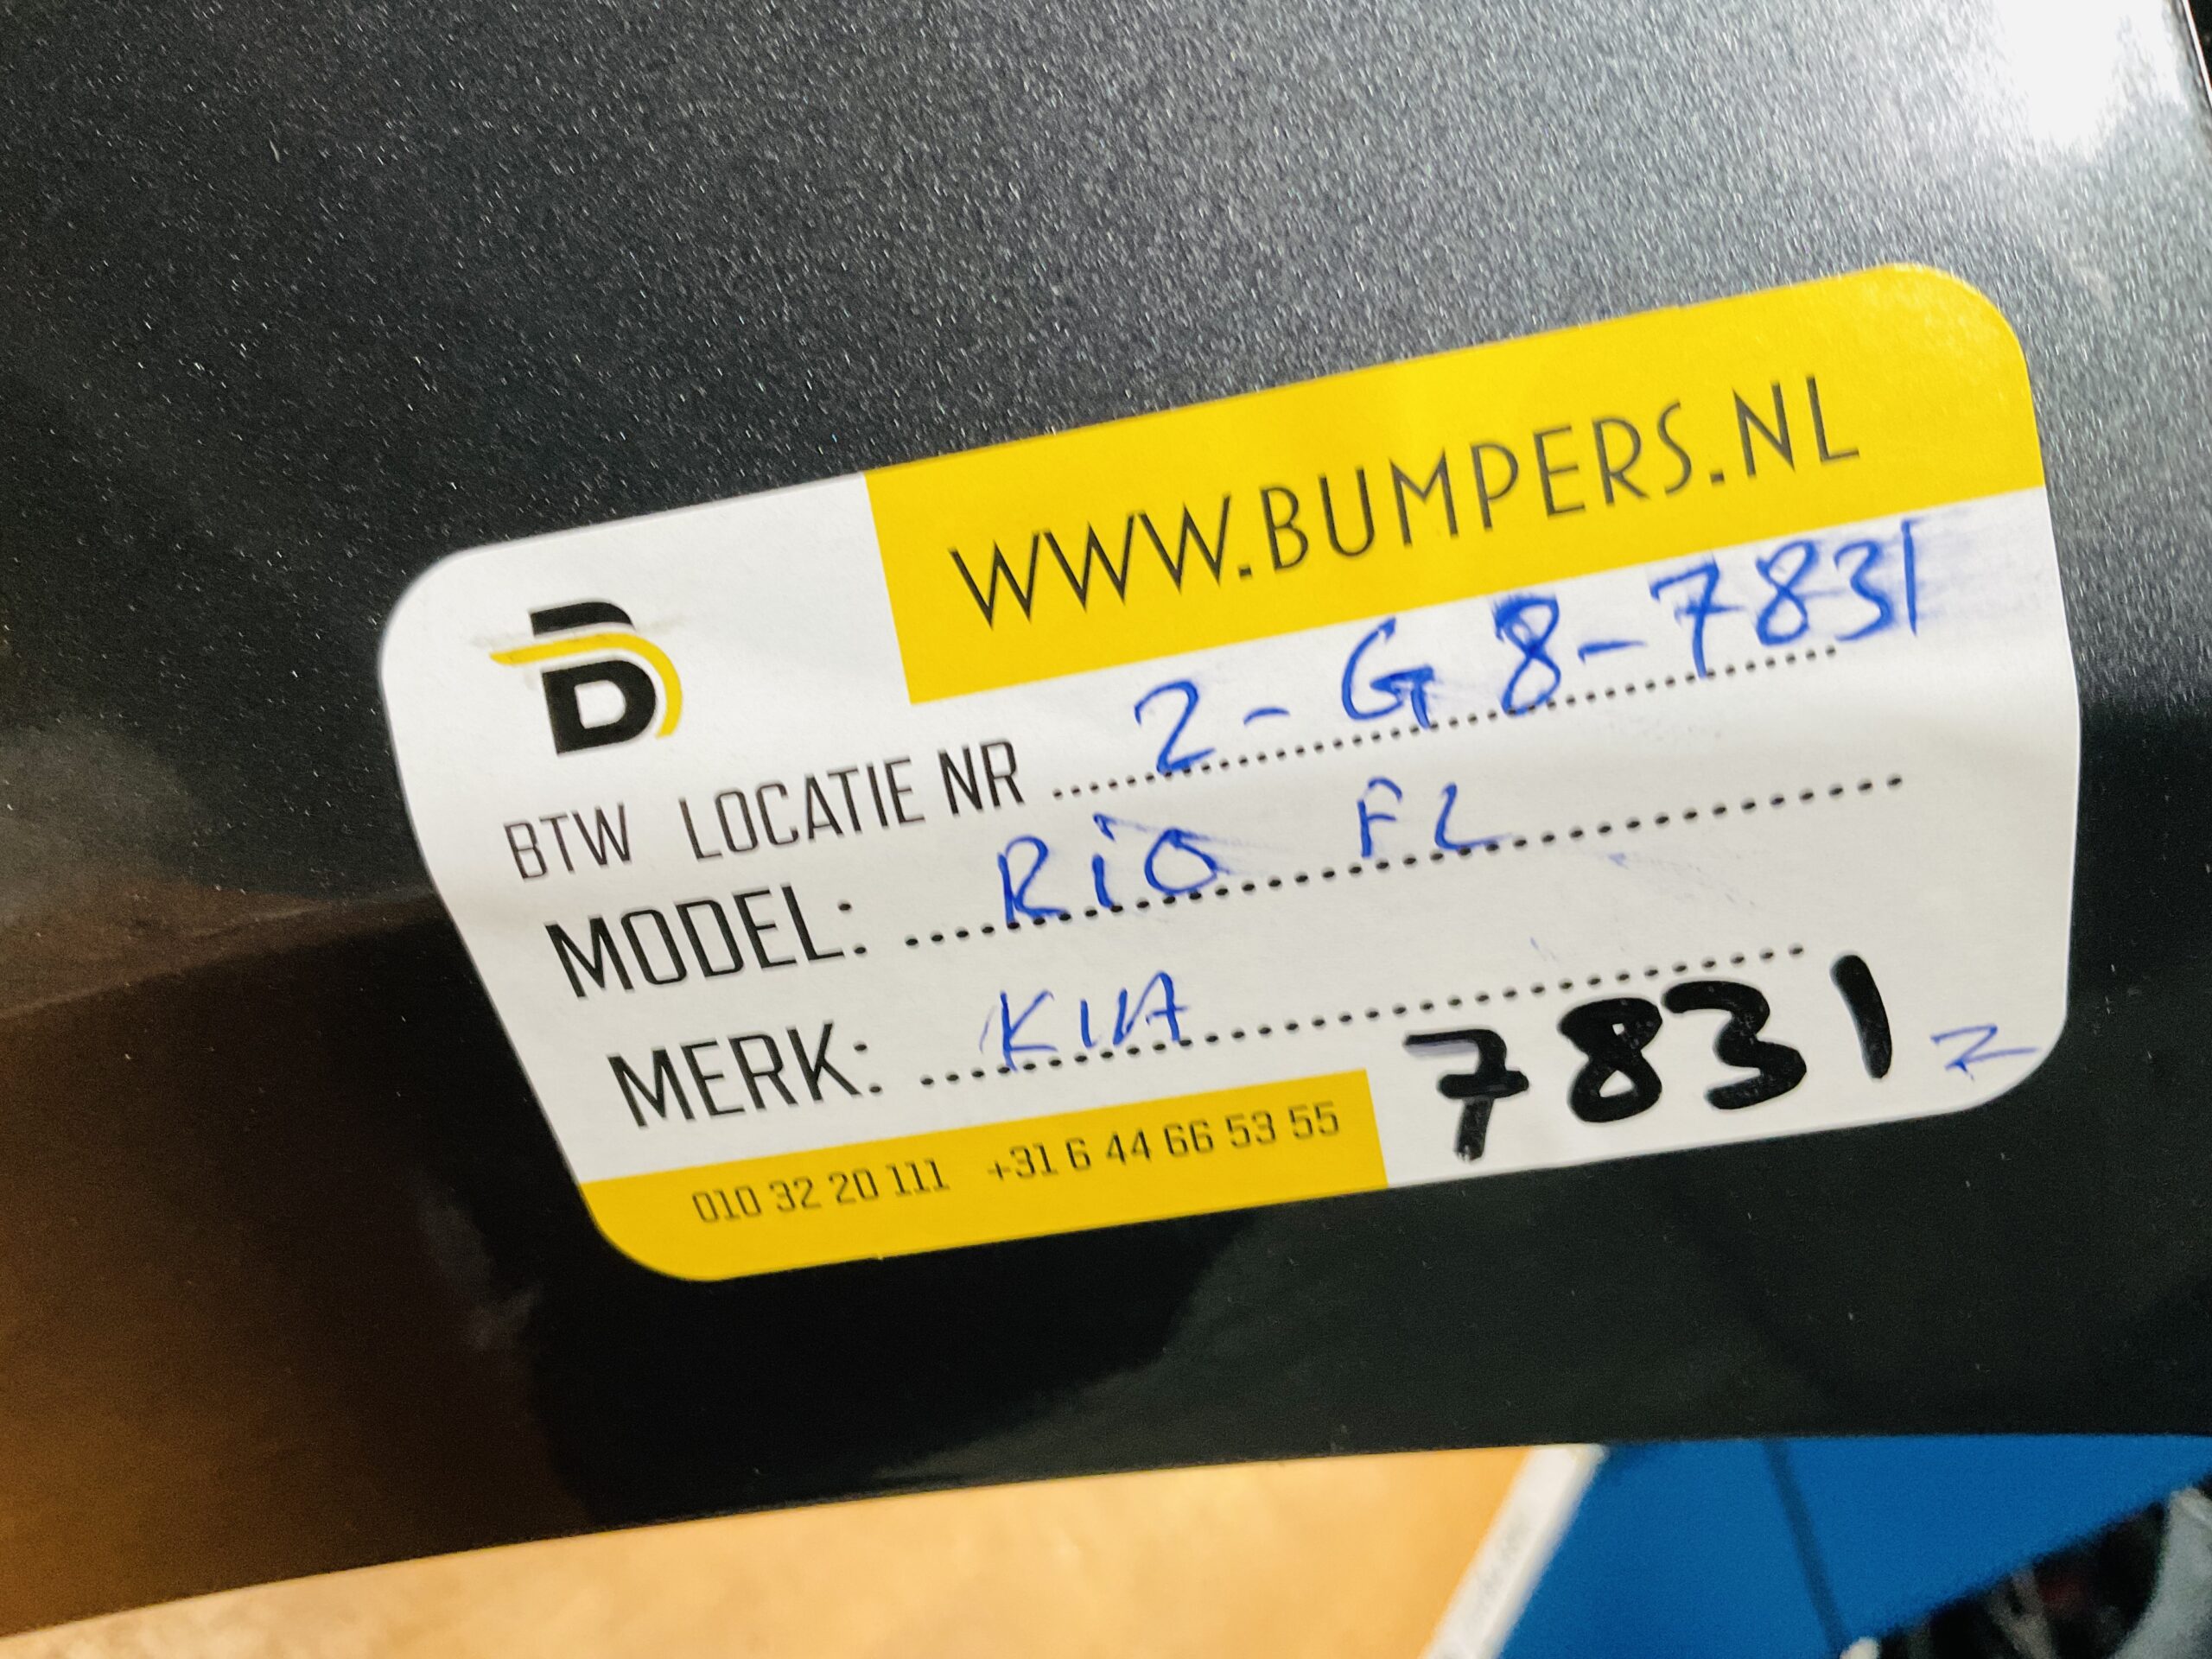 WWW.BUMPERS.NL
B
BTW LOCATIE NR 2-G8-7831
MODEL: RiO FL
MERK: KIA
7831 z
010 32 20 111 +31 6 44 66 53 55